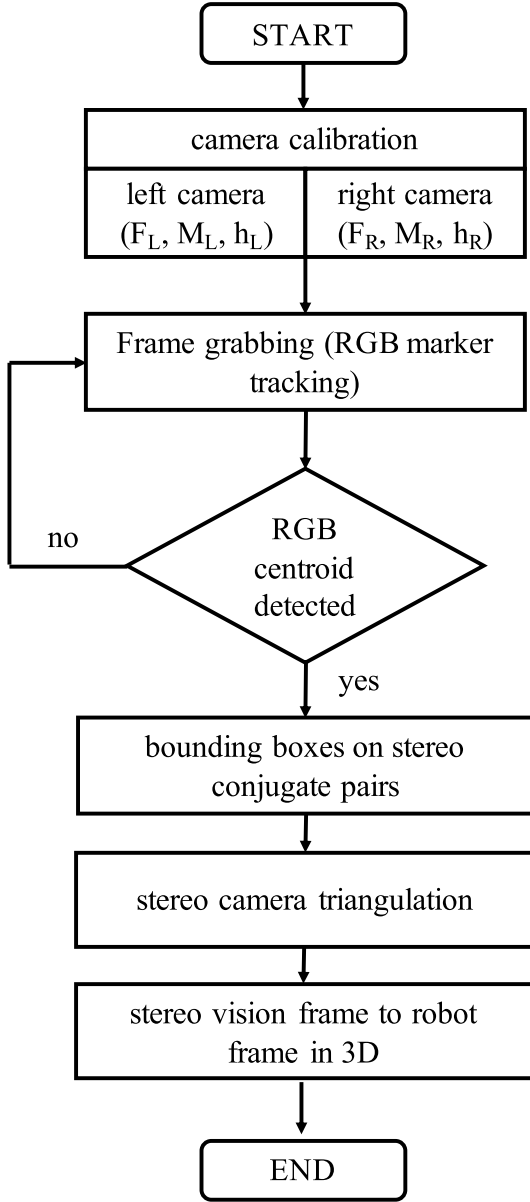 START
camera calibration
left camera
(F_L, M_L, h_L)
right camera
(F_R, M_R, h_R)
Frame grabbing (RGB marker
tracking)
RGB
centroid
detected
no
yes
bounding boxes on stereo
conjugate pairs
stereo camera triangulation
stereo vision frame to robot
frame in 3D
END